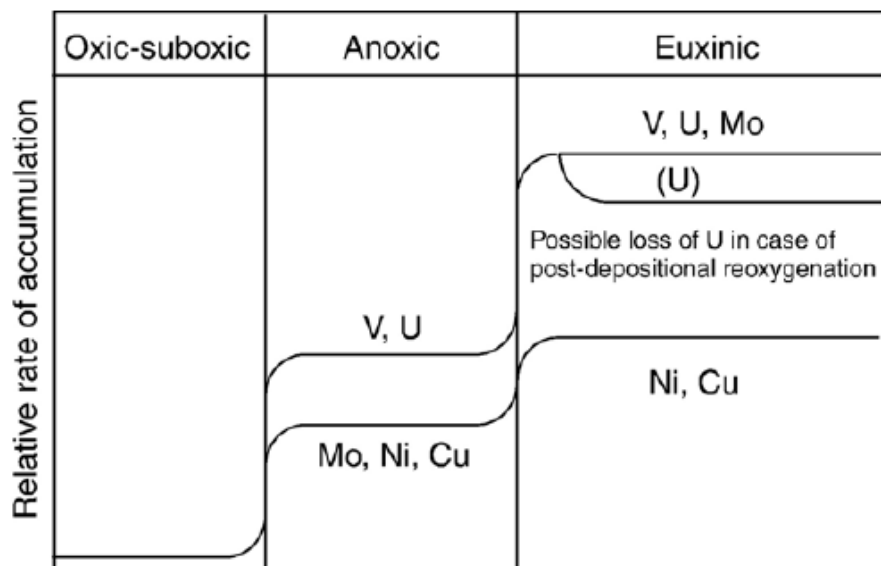 Oxic-suboxic
Anoxic
Euxinic
Relative rate of accumulation
V, U, Mo
(U)
Possible loss of U in case of
post-depositional reoxygenation
V, U
Ni, Cu
Mo, Ni, Cu